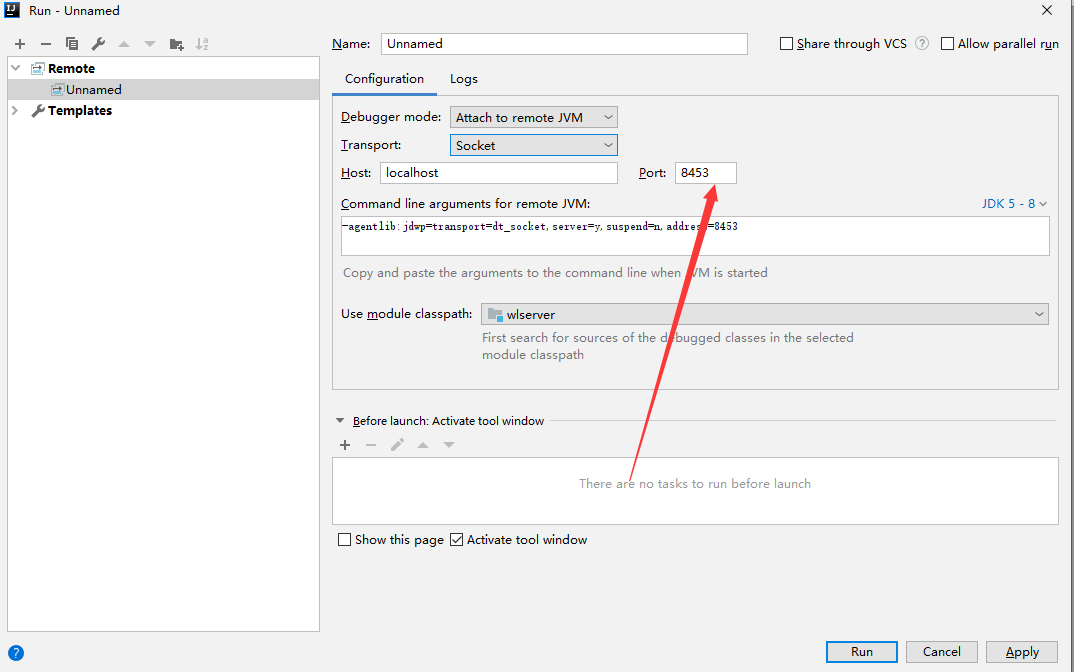 Run - Unnamed
Remote
Unnamed
Templates
Name: Unnamed
Share through VCS ? Allow parallel run
Configuration Logs
Debugger mode: Attach to remote JVM
Transport: Socket
Host: localhost Port: 8453
Command line arguments for remote JVM: JDK 5 - 8
-agentlib:jdwp=transport=dt_socket,server=y,suspend=n,address=8453
Copy and paste the arguments to the command line when JVM is started
Use module classpath: wlserver
First search for sources of the debugged classes in the selected
module classpath
Before launch: Activate tool window
There are no tasks to run before launch
Show this page Activate tool window
? Run Cancel Apply